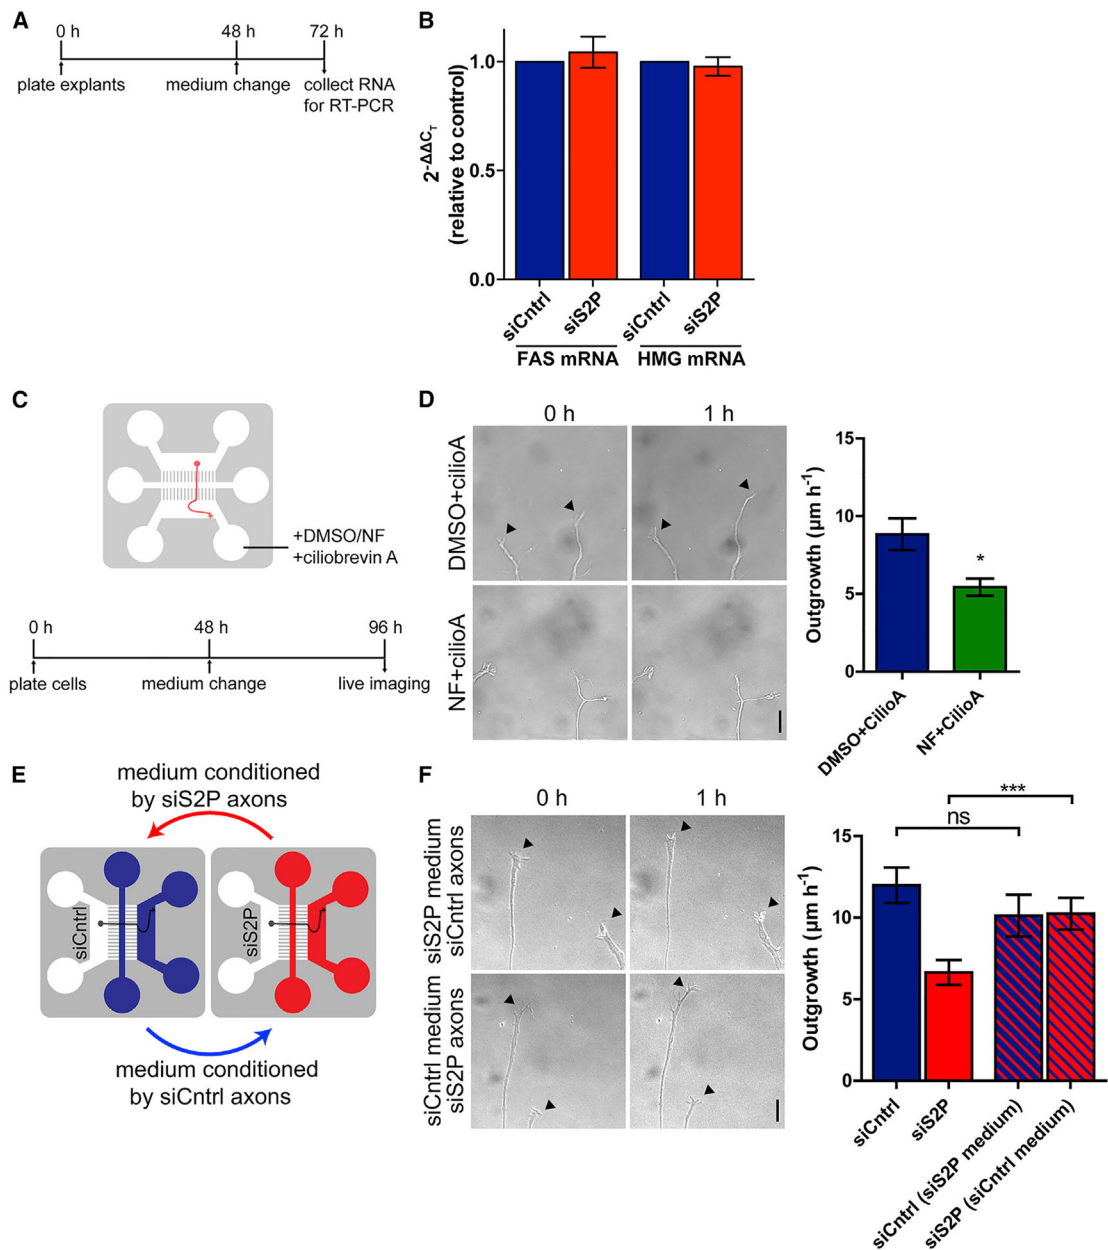 A
0 h
48 h
72 h
plate explants
medium change
collect RNA
for RT-PCR
B
2-ΔΔCT
(relative to control)
1.0
0.5
0.0
siCntrl
siS2P
siCntrl
siS2P
FAS mRNA
HMG mRNA
C
+DMSO/NF
+ciliobrevin A
0 h
48 h
96 h
plate cells
medium change
live imaging
D
0 h
1 h
DMSO+cilioA
NF+cilioA
Outgrowth (µm h-1)
15
10
5
0
*
DMSO+CilioA
NF+CilioA
E
medium conditioned
by siS2P axons
siCntrl
siS2P
medium conditioned
by siCntrl axons
F
0 h
1 h
siS2P medium
siCntrl axons
siCntrl medium
siS2P axons
Outgrowth (µm h-1)
***
ns
15
10
5
0
siCntrl
siS2P
siCntrl (siS2P medium)
siS2P (siCntrl medium)